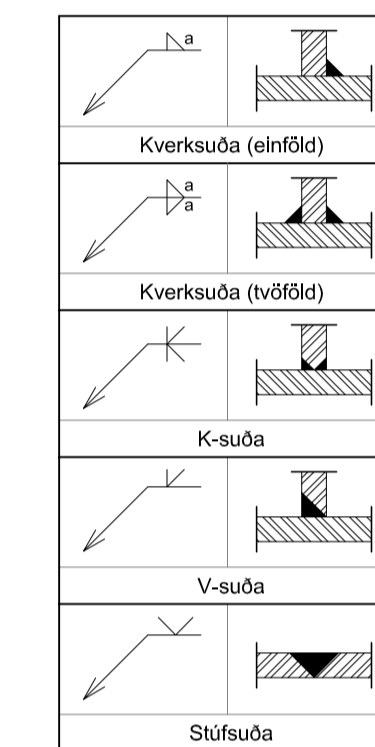 a
Kverksuða (einföld)
a
a
Kverksuða (tvöföld)
K-suða
V-suða
Stúfsuða